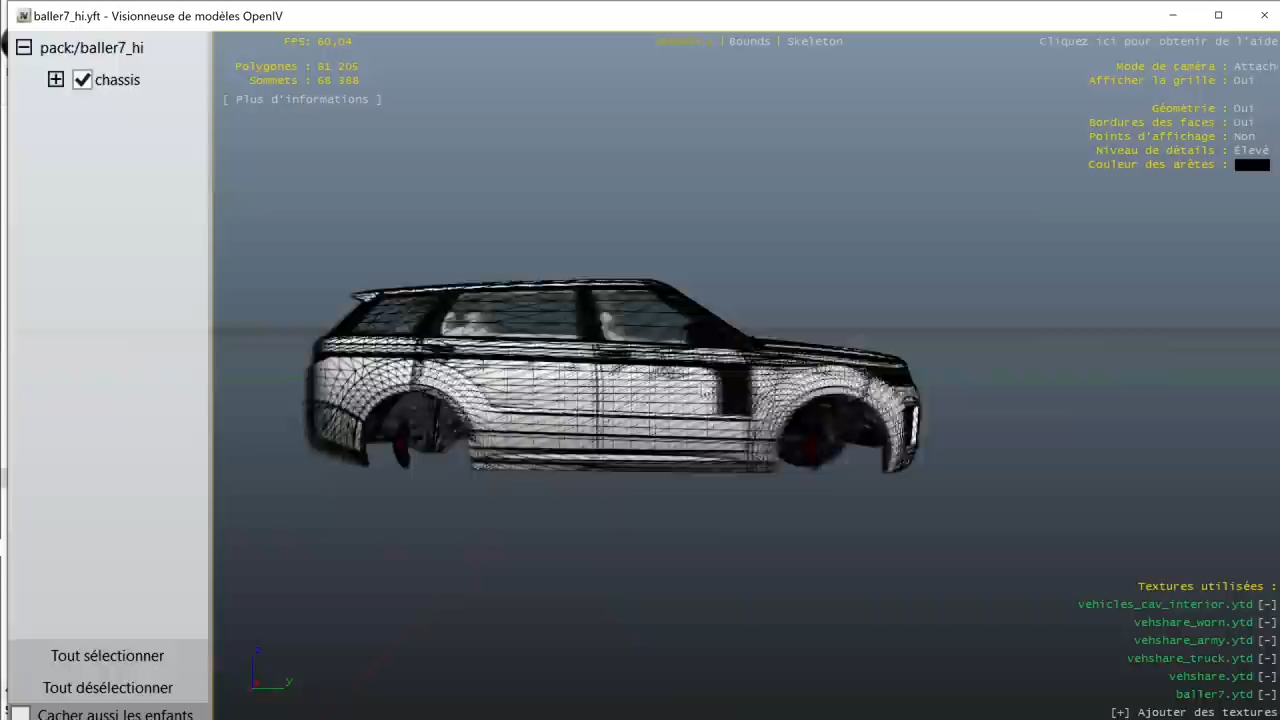 baller7_hi.yft - Visionneuse de modèles OpenIV
pack:/baller7_hi
chassis
FPS: 60,04
Polygones : 81 205
Sommets : 68 388
[ Plus d'informations ]
| Bounds | Skeleton
Cliquez ici pour obtenir de l'aide
Mode de caméra : Attach
Afficher la grille : Oui
Géométrie : Oui
Bordures des faces : Oui
Points d'affichage : Non
Niveau de détails : Élevé
Couleur des arêtes :
z
y
Textures utilisées :
vehicles_cav_interior.ytd [-]
vehshare_worn.ytd [-]
vehshare_army.ytd [-]
vehshare_truck.ytd [-]
vehshare.ytd [-]
baller7.ytd [-]
[+] Ajouter des textures
Tout sélectionner
Tout désélectionner
Cacher aussi les enfants